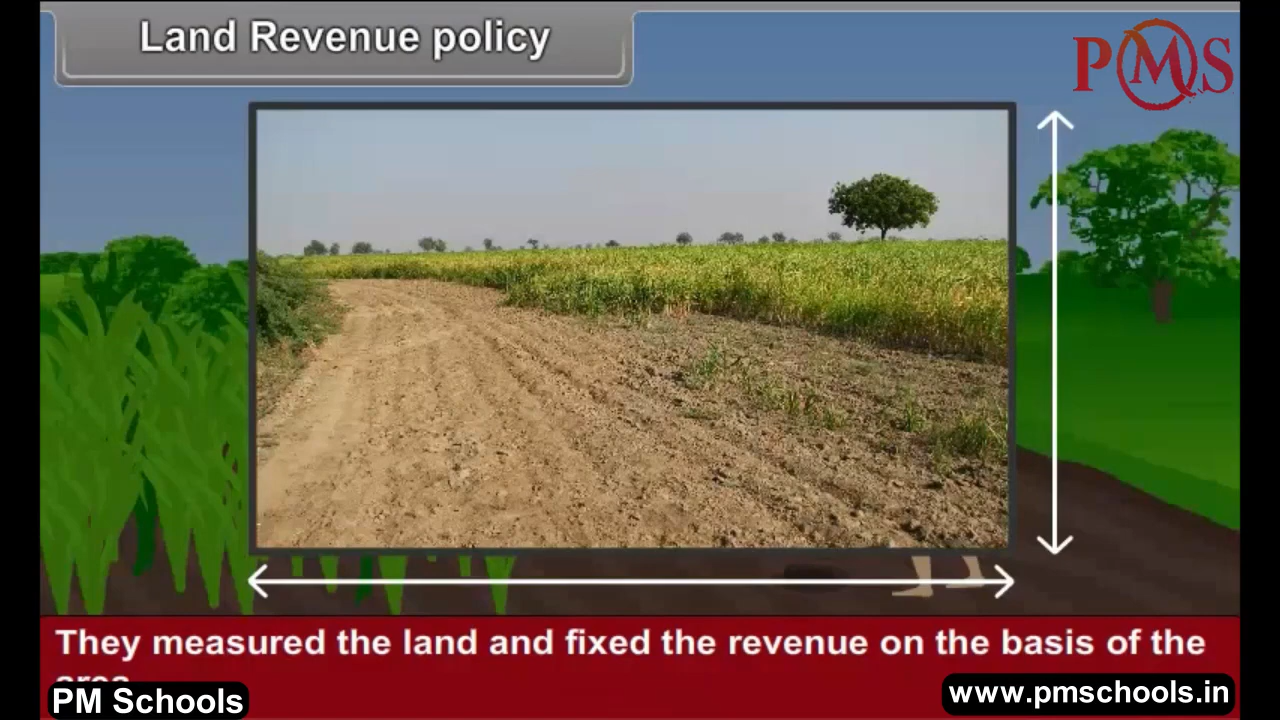 Land Revenue policy
PMS
They measured the land and fixed the revenue on the basis of the
area
PM Schools
www.pmschools.in